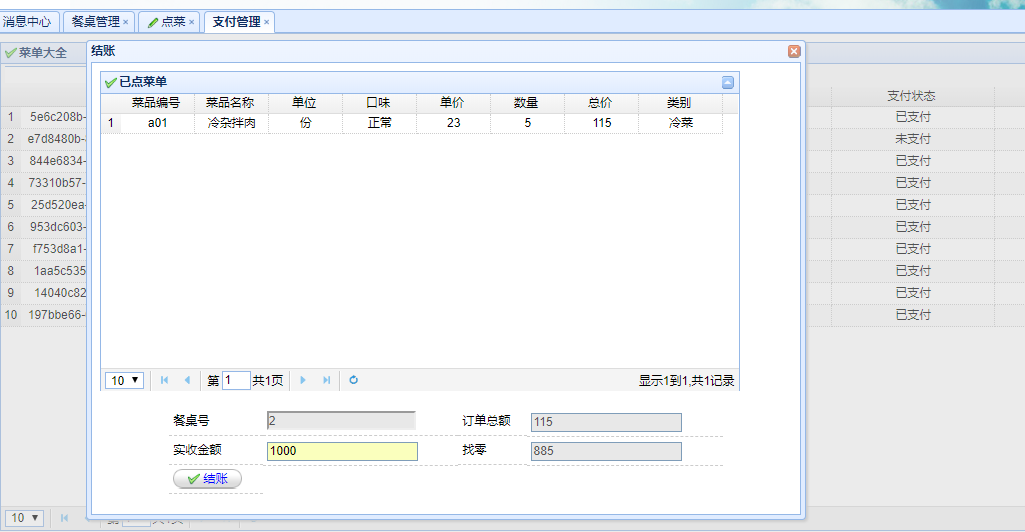 消息中心 餐桌管理 点菜 支付管理
菜单大全
结账
已点菜单
菜品编号 菜品名称 单位 口味 单价 数量 总价 类别
1 a01 冷杂拌肉 份 正常 23 5 115 冷菜
支付状态
1 5e6c208b- 已支付
2 e7d8480b- 未支付
3 844e6834- 已支付
4 73310b57- 已支付
5 25d520ea- 已支付
6 953dc603- 已支付
7 f753d8a1- 已支付
8 1aa5c535 已支付
9 14040c82 已支付
10 197bbe66- 已支付
10 第 1 共1页 显示1到1,共1记录
餐桌号 2 订单总额 115
实收金额 1000 找零 885
结账
10